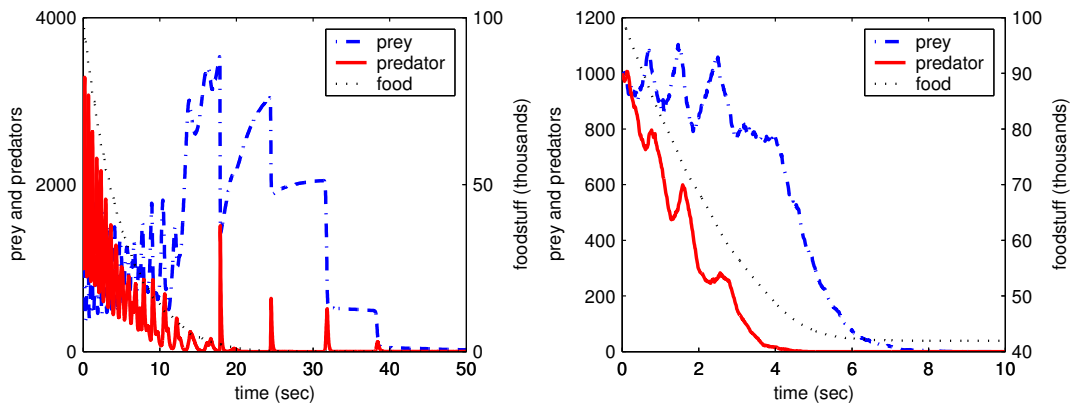 4000
2000
0
prey and predators
100
50
0
foodstuff (thousands)
prey
predator
food
0 10 20 30 40 50
time (sec)
1200
1000
800
600
400
200
0
prey and predators
100
90
80
70
60
50
40
foodstuff (thousands)
prey
predator
food
0 2 4 6 8 10
time (sec)